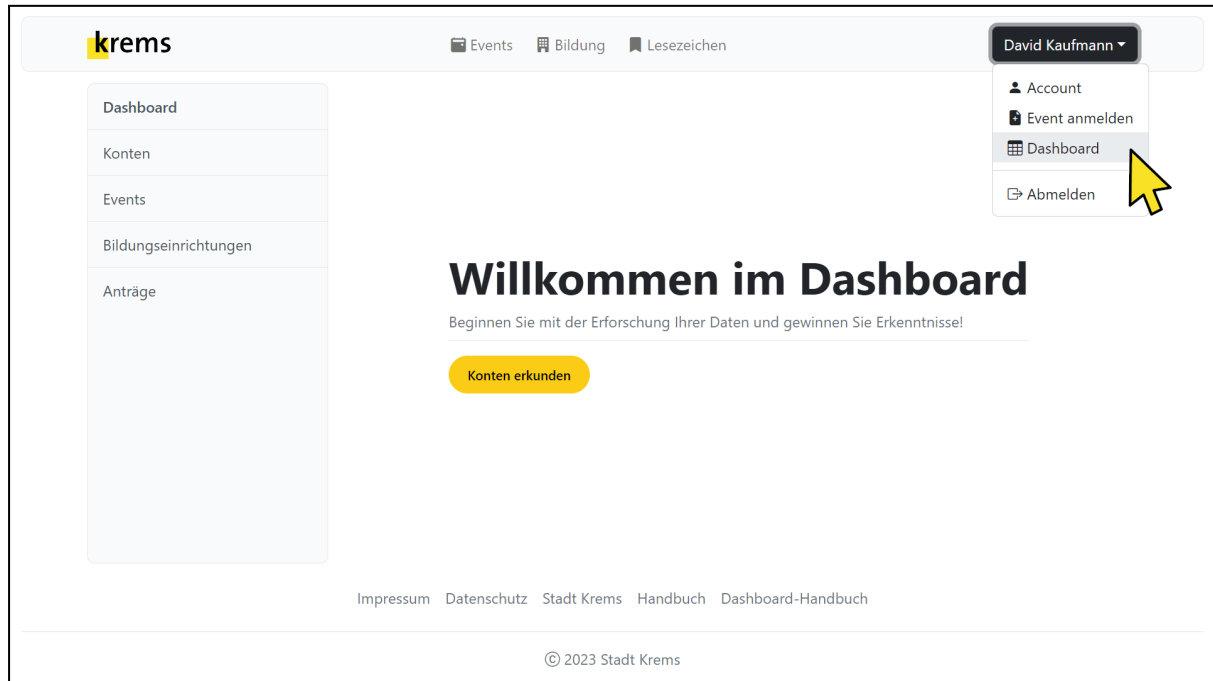 krems
Events Bildung Lesezeichen
David Kaufmann
Account
Event anmelden
Dashboard
Abmelden
Dashboard
Konten
Events
Bildungseinrichtungen
Anträge
Willkommen im Dashboard
Beginnen Sie mit der Erforschung Ihrer Daten und gewinnen Sie Erkenntnisse!
Konten erkunden
Impressum Datenschutz Stadt Krems Handbuch Dashboard-Handbuch
© 2023 Stadt Krems